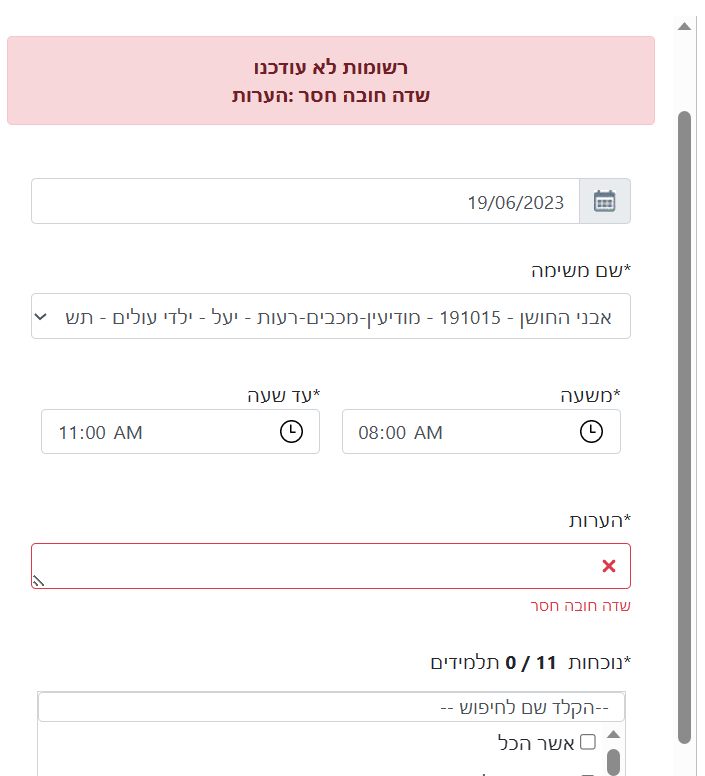 רשומות לא עודכנו
שדה חובה חסר :הערות
19/06/2023
*שם משימה
אבני החושן - 191015 - מודיעין-מכבים-רעות - יעל - ילדי עולים - תש
*משעה
*עד שעה
08:00 AM
11:00 AM
*הערות
שדה חובה חסר
*נוכחות 11 / 0 תלמידים
--הקלד שם לחיפוש --
אשר הכל